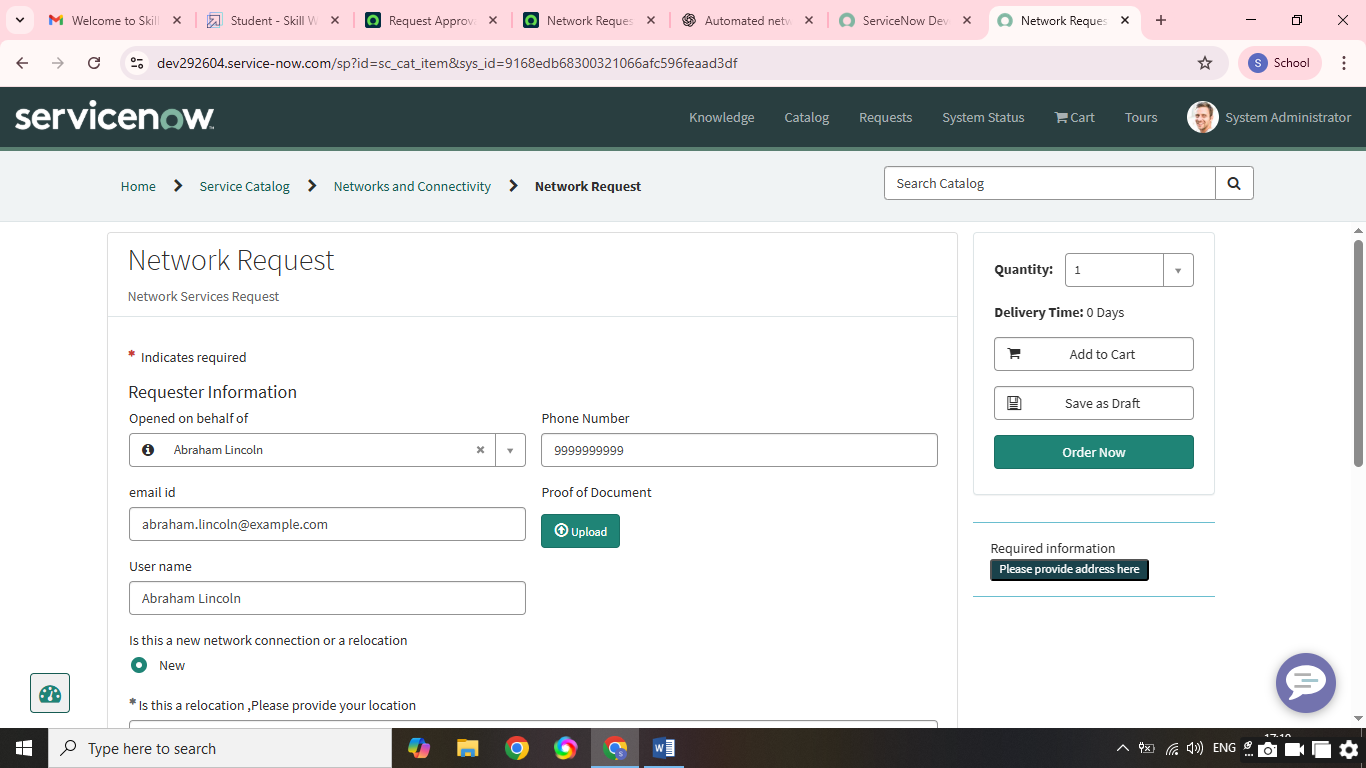 Welcome to Skil
Student - Skill W
Request Approva
Network Reques
Automated netw
ServiceNow Dev
Network Reques
dev292604.service-now.com/sp?id=sc_cat_item&sys_id=9168edb68300321066afc596feaad3df
S School
servicenow
Knowledge Catalog Requests System Status Cart Tours System Administrator
Home Service Catalog Networks and Connectivity Network Request
Search Catalog
Network Request
Network Services Request
* Indicates required
Requester Information
Opened on behalf of
Abraham Lincoln
Phone Number
9999999999
email id
abraham.lincoln@example.com
Proof of Document
Upload
User name
Abraham Lincoln
Is this a new network connection or a relocation
New
* Is this a relocation ,Please provide your location
Quantity: 1
Delivery Time: 0 Days
Add to Cart
Save as Draft
Order Now
Required information
Please provide address here
Type here to search
ENG